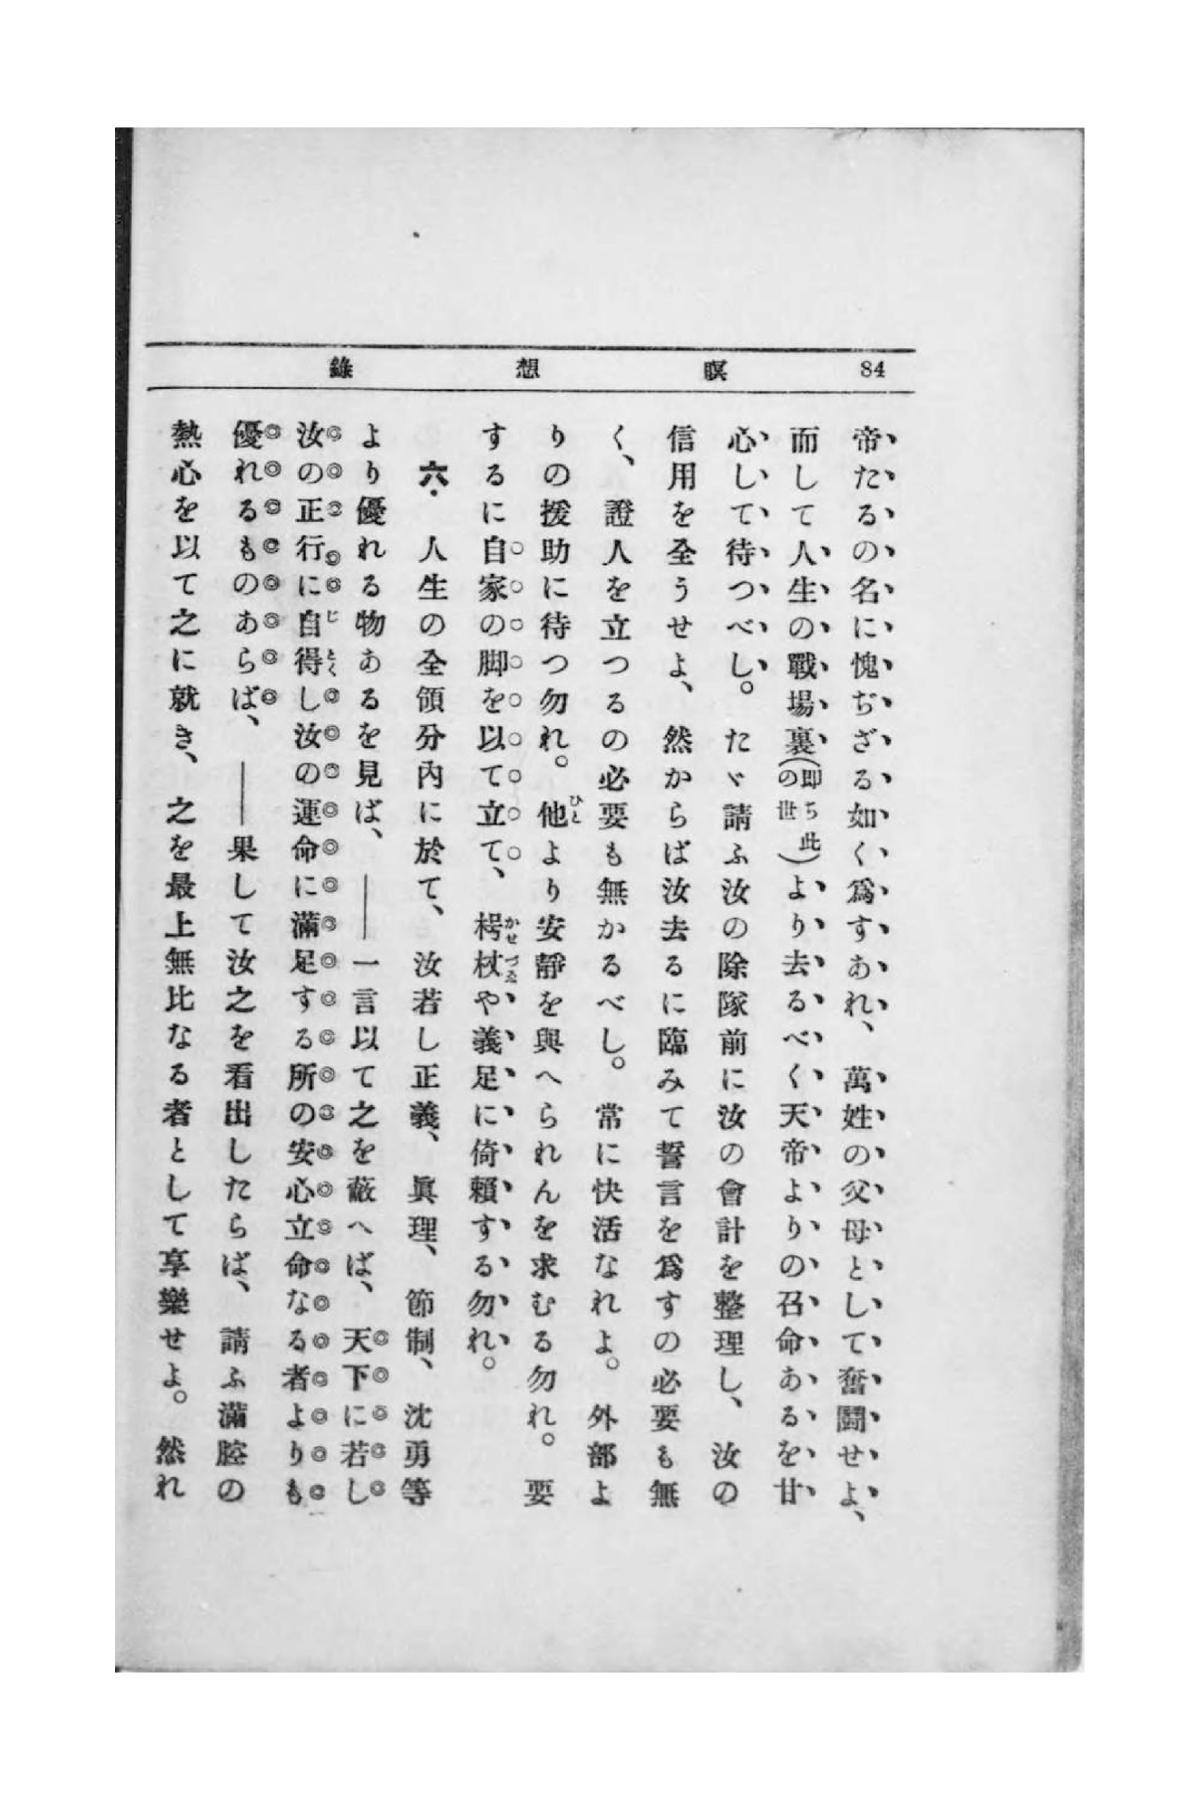 84 瞑想錄
帝たるの名に愧ぢざる如く爲すあれ、萬姓の父母として奮鬪せよ、
而して人生の戰場裏(即ち此の世)より去るべく天帝よりの召命あるを甘
心して待つべし。たゞ請ふ汝の除隊前に汝の會計を整理し、汝の
信用を全うせよ、然からば汝去るに臨みて誓言を爲すの必要も無
く、證人を立つるの必要も無かるべし。常に快活なれよ。外部よ
りの援助に待つ勿れ。他より安靜を與へられんを求むる勿れ。要
するに自家の脚を以て立て、枴杖や義足に倚賴する勿れ。
六. 人生の全領分內に於て、汝若し正義、眞理、節制、沈勇等
より優れる物あるを見ば、――一言以て之を蔽へば、天下に若し
汝の正行に自得し汝の運命に滿足する所の安心立命なる者よりも
優れるものあらば、――果して汝之を看出したらば、請ふ滿腔の
熱心を以て之に就き、之を最上無比なる者として享樂せよ。然れ